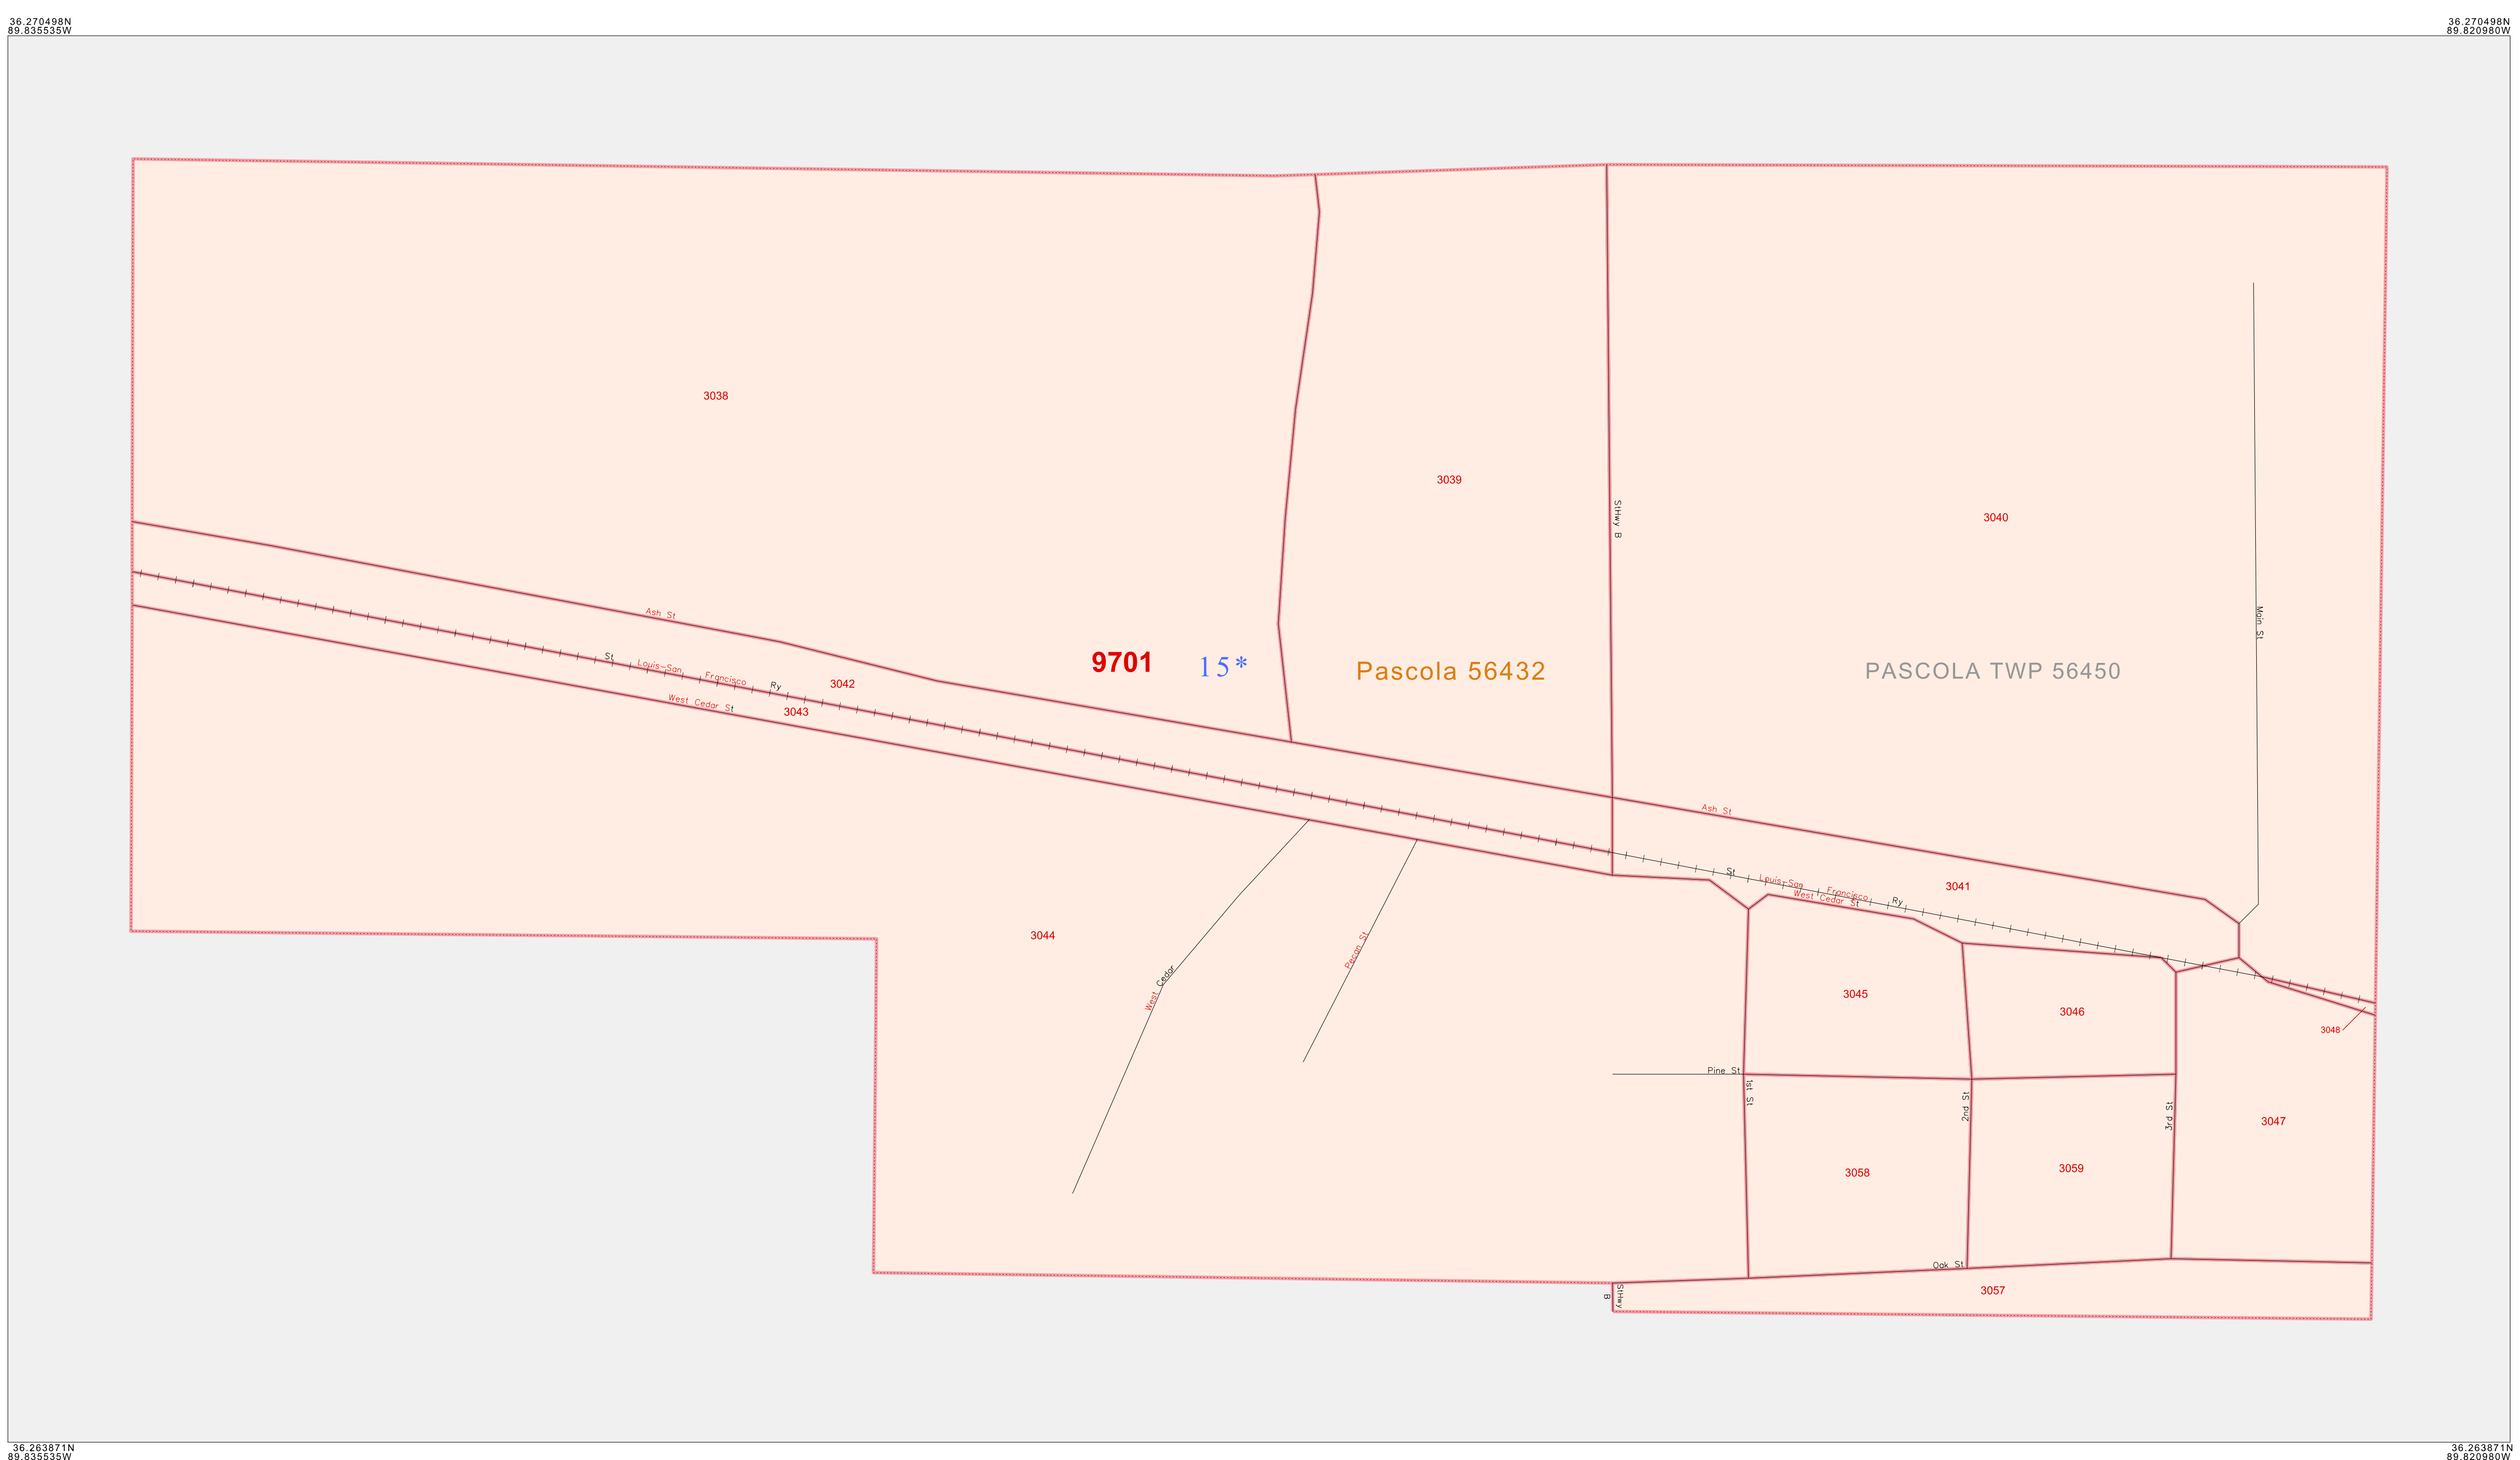 36.270498N
89.835535W
36.270498N
89.820980W
3038
3039
StHwy B
3040
Ash St
Main St
St Louis-San Francisco Ry
3042
9701
15*
Pascola 56432
PASCOLA TWP 56450
West Cedar St
3043
Ash St
St Louis-San Francisco Ry
3041
West Cedar St
3044
West Cedar
Pecan St
3045
3046
3048
Pine St
1st St
2nd St
3rd St
3047
3058
3059
Oak St
3057
StHwy
B
36.263871N
89.835535W
36.263871N
89.820980W